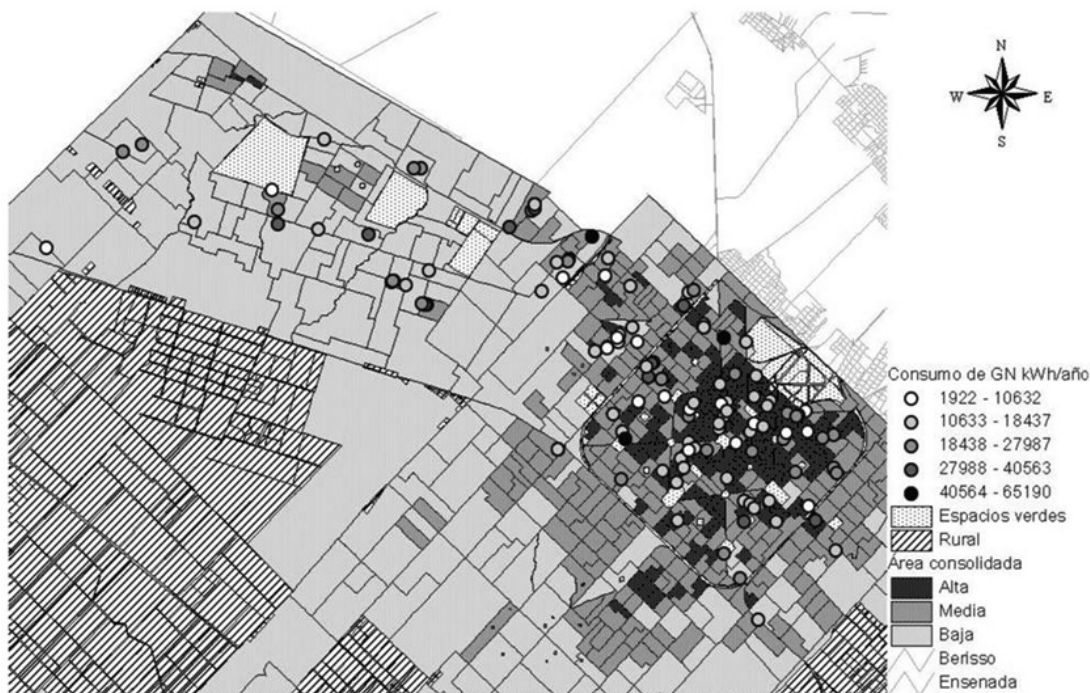 N
W E
S
Consumo de GN kWh/año
1922 - 10632
10633 - 18437
18438 - 27987
27988 - 40563
40564 - 65190
Espacios verdes
Rural
Área consolidada
Alta
Media
Baja
Berisso
Ensenada